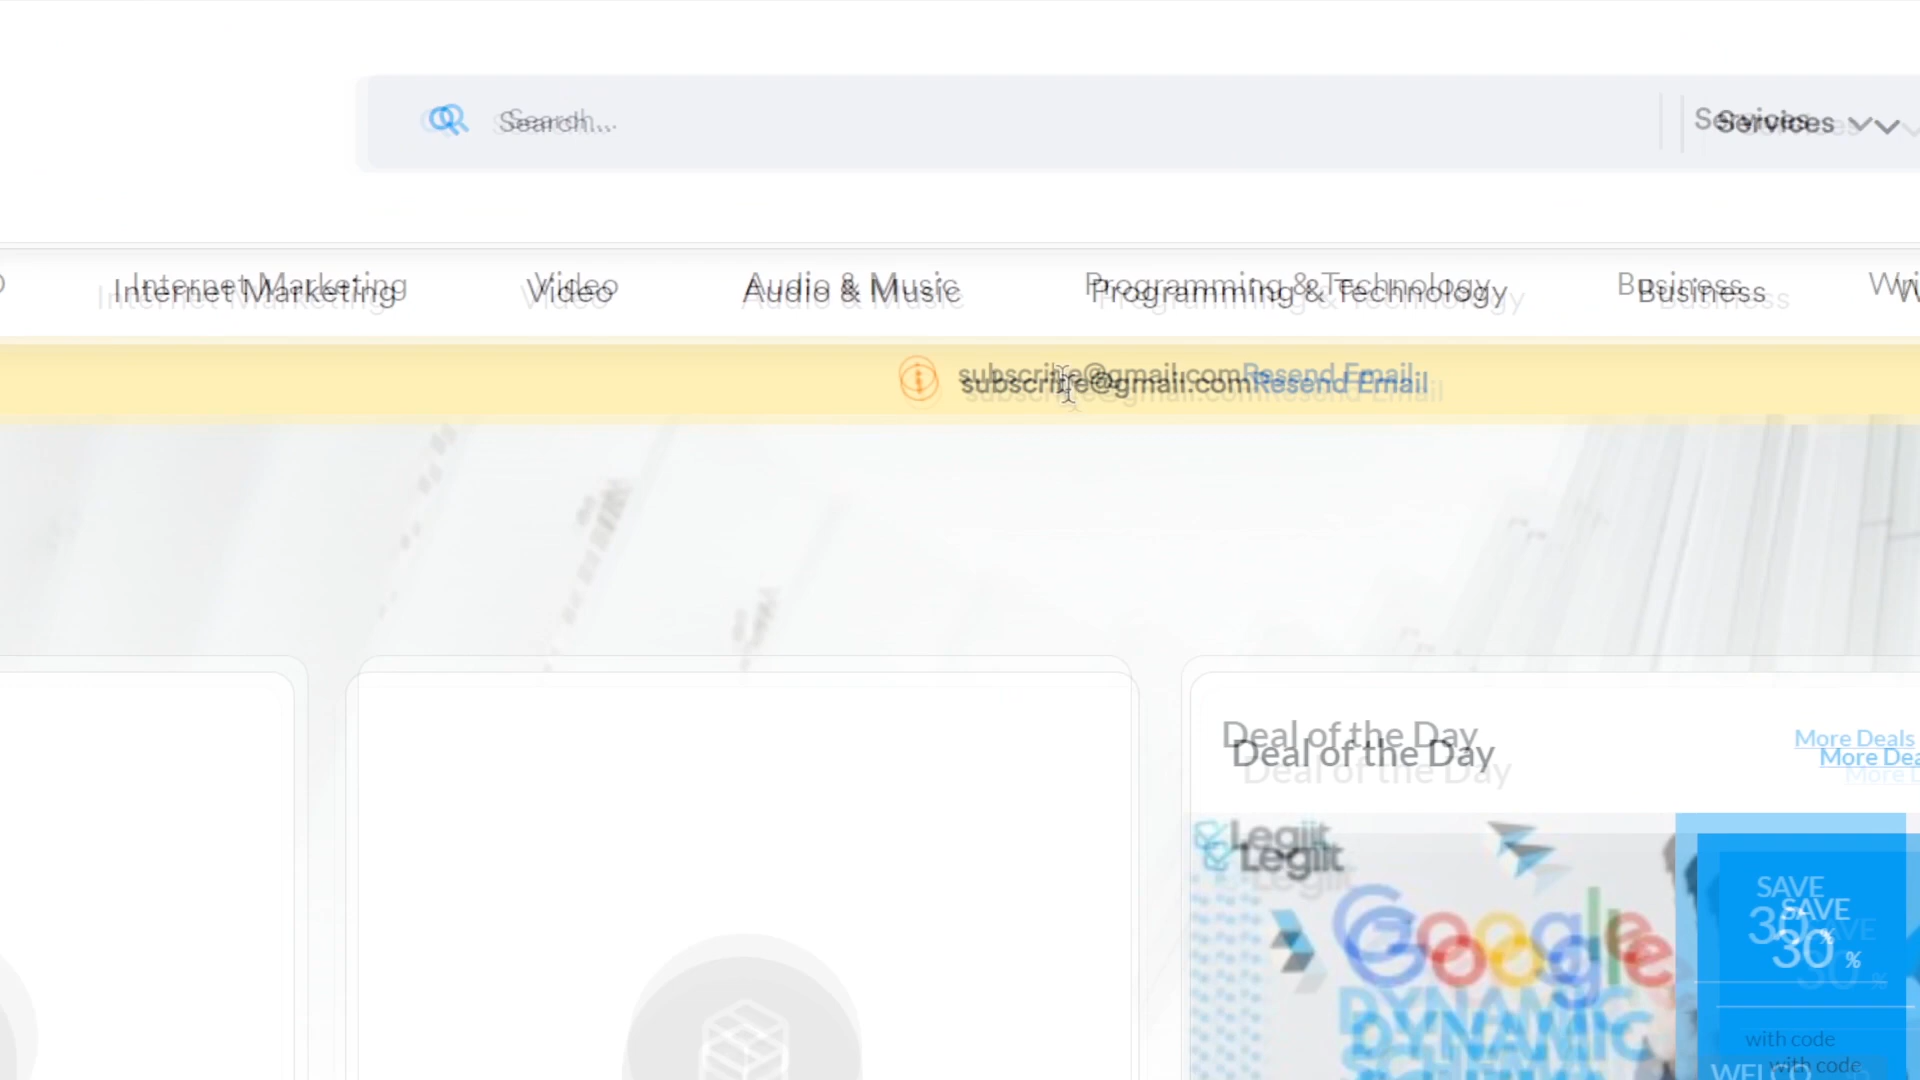 Search...
Services
Internet Marketing
Video
Audio & Music
Programming & Technology
Business
subscribre@gmail.com Resend Email
Deal of the Day
More Deals
Legiit
Google
DYNAMIC
SAVE
30 %
with code